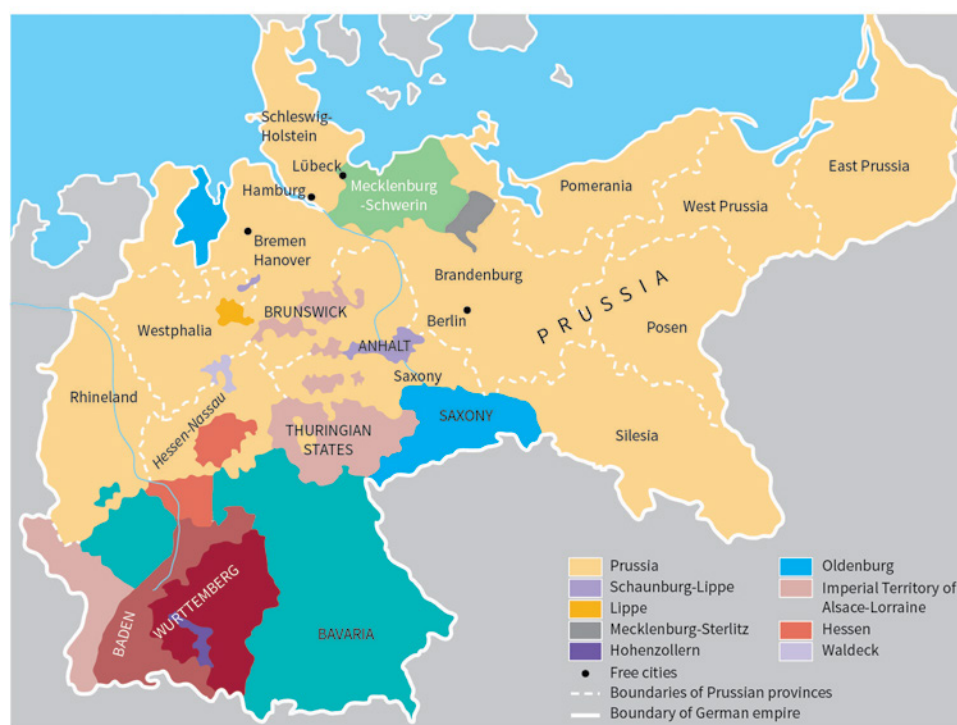 Schleswig-
Holstein
Lübeck
Hamburg
Mecklenburg
-Schwerin
East Prussia
Pomerania
West Prussia
Bremen
Hanover
Brandenburg
PRUSSIA
BRUNSWICK
Berlin
Westphalia
Posen
ANHALT
Saxony
Rhineland
Hessen-Nassau
SAXONY
THURINGIAN
STATES
Silesia
WURTTEMBERG
BADEN
BAVARIA
Prussia
Schaunburg-Lippe
Lippe
Mecklenburg-Sterlitz
Hohenzollern
Oldenburg
Imperial Territory of
Alsace-Lorraine
Hessen
Waldeck
Free cities
Boundaries of Prussian provinces
Boundary of German empire